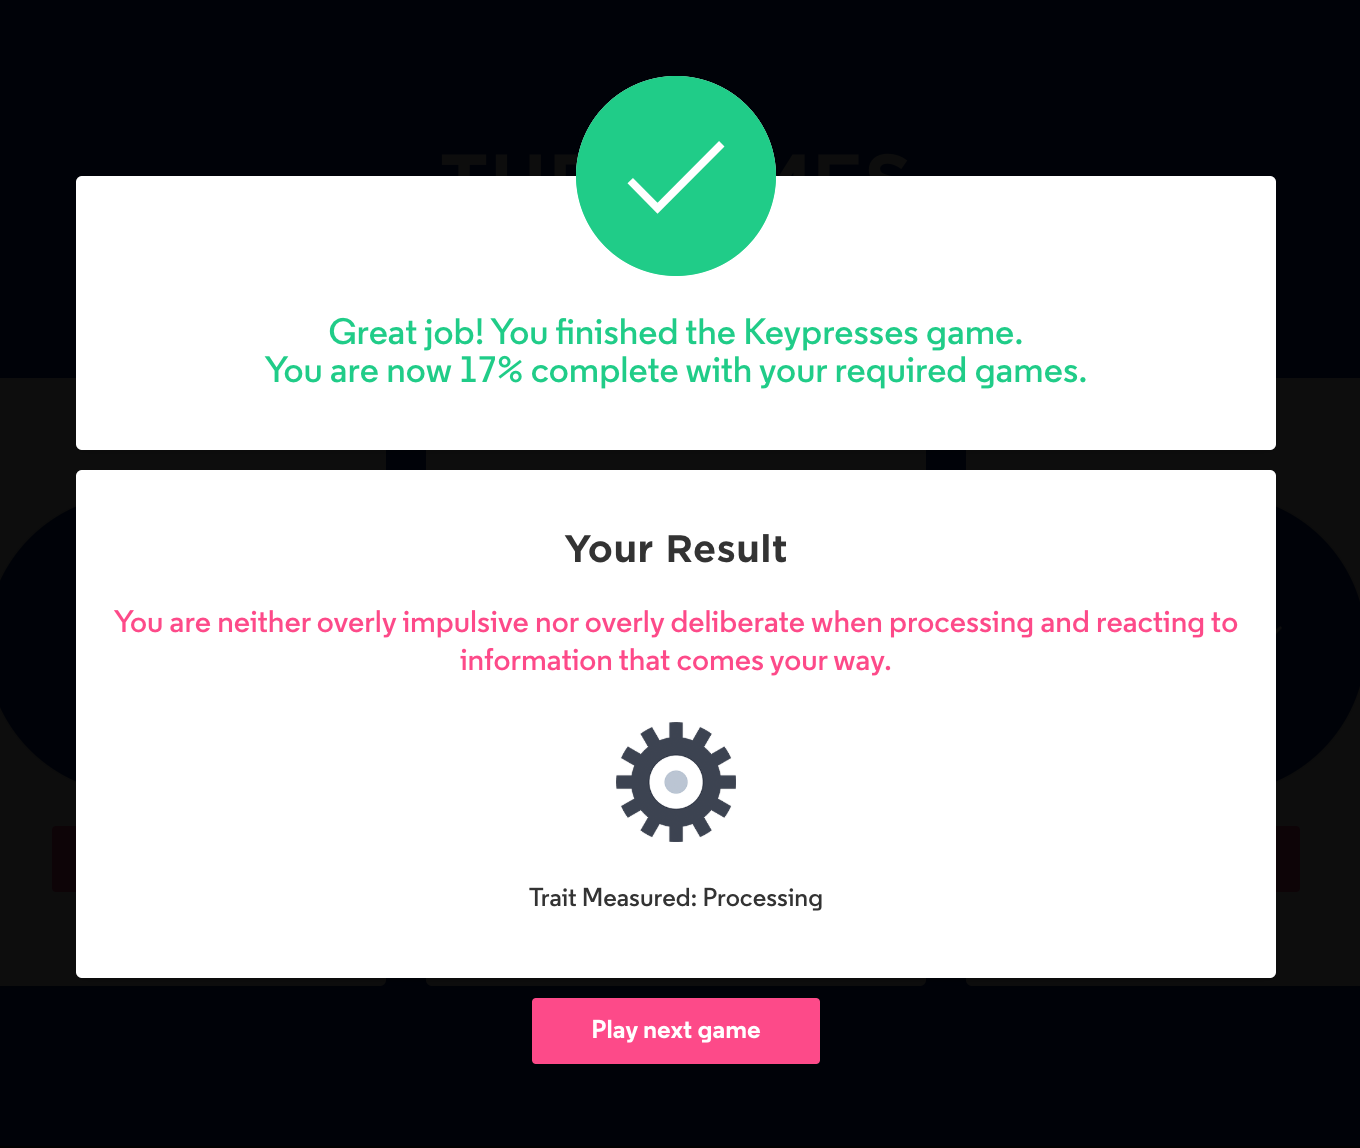 Great job! You finished the Keypresses game.
You are now 17% complete with your required games.
Your Result
You are neither overly impulsive nor overly deliberate when processing and reacting to
information that comes your way.
Trait Measured: Processing
Play next game